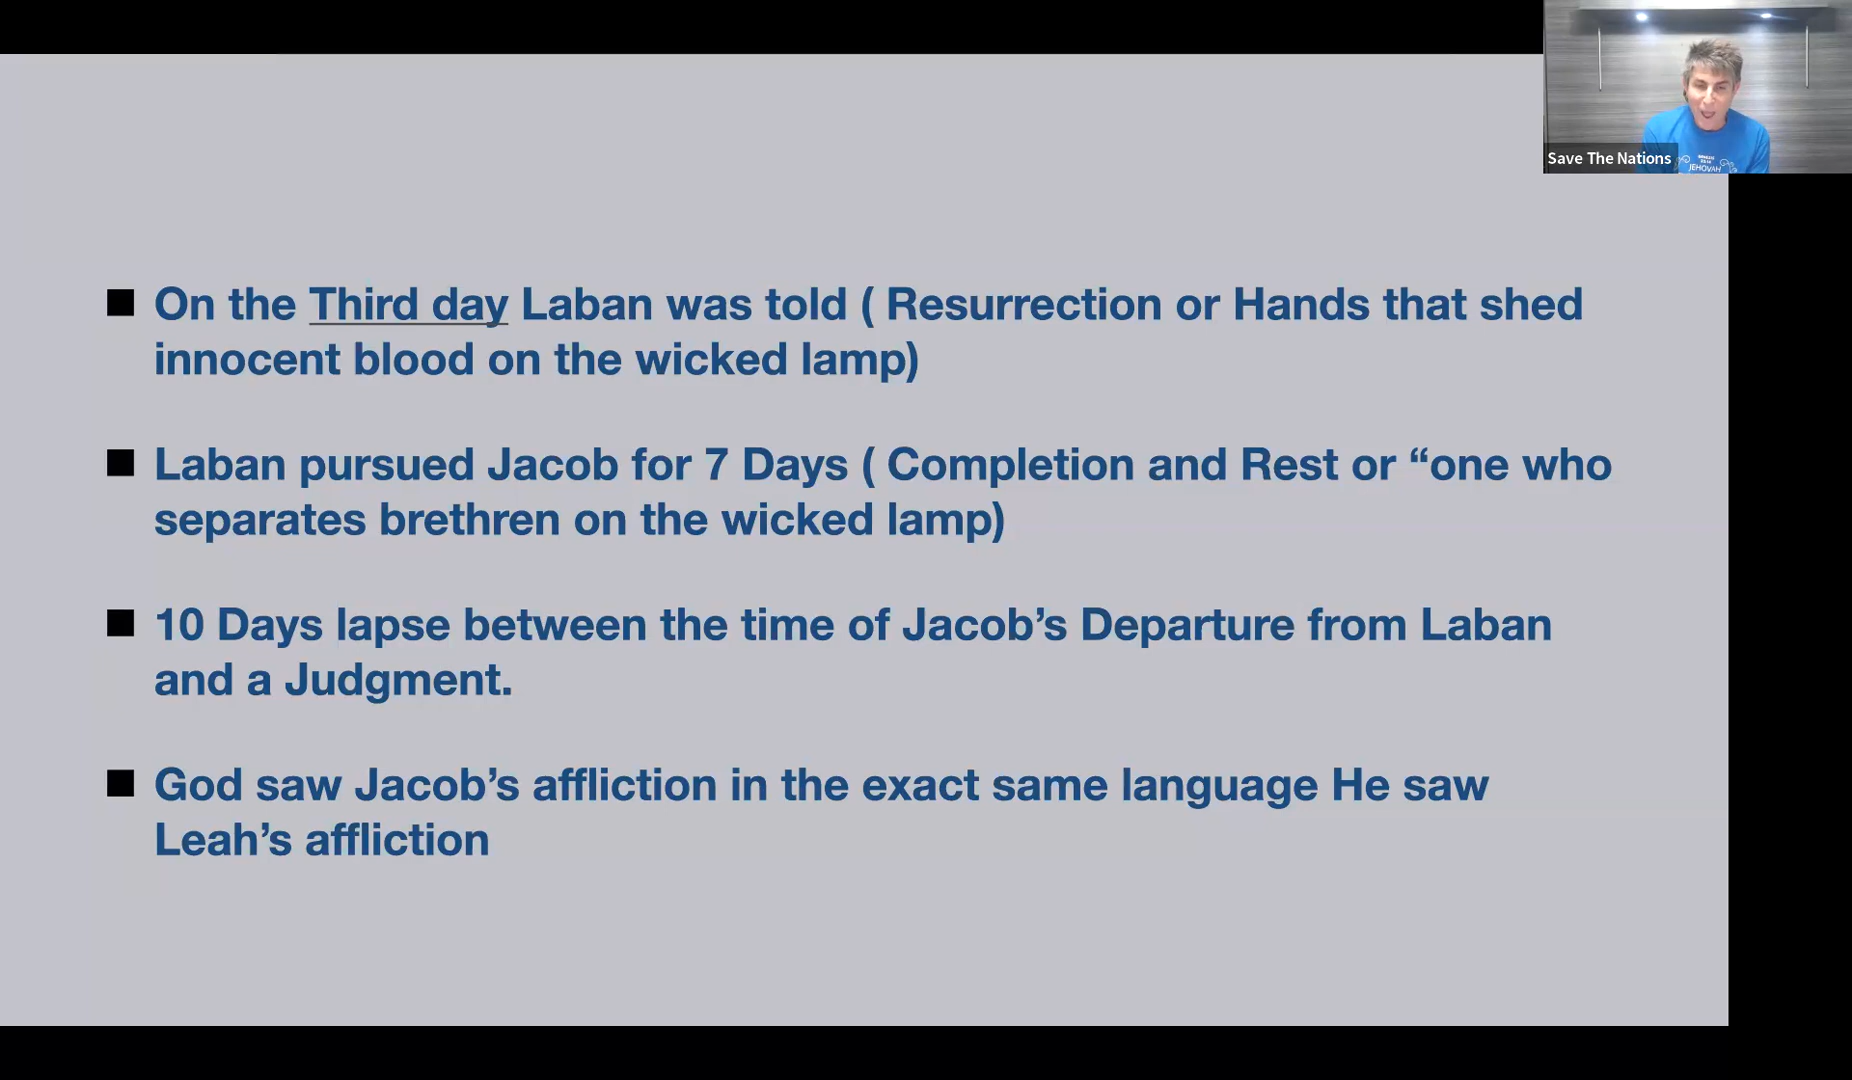 Save The Nations
JEHOVAH
■ On the Third day Laban was told ( Resurrection or Hands that shed
innocent blood on the wicked lamp)
■ Laban pursued Jacob for 7 Days ( Completion and Rest or “one who
separates brethren on the wicked lamp)
■ 10 Days lapse between the time of Jacob’s Departure from Laban
and a Judgment.
■ God saw Jacob’s affliction in the exact same language He saw
Leah’s affliction